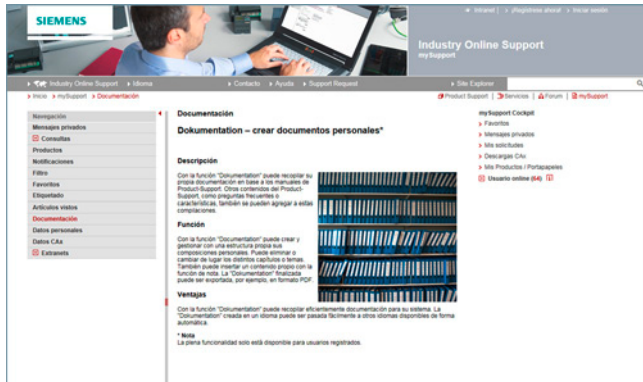 SIEMENS
Intranet | ¡Regístrese ahora! Iniciar sesión
Industry Online Support
mySupport
Industry Online Support Idioma Contacto Ayuda Support Request Site Explorer
Inicio mySupport Documentación
Product Support Servicios Forum mySupport
Navegación
Mensajes privados
Consultas
Productos
Notificaciones
Filtro
Favoritos
Etiquetado
Artículos vistos
Documentación
Datos personales
Datos CAx
Extranets
Documentación
Dokumentation – crear documentos personales*
Descripción
Con la función "Dokumentation" puede recopilar su
propia documentación en base a los manuales de
Product-Support. Otros contenidos del Product-
Support, como preguntas frecuentes o
características, también se pueden agregar a estas
compilaciones.
Función
Con la función "Dokumentation" puede crear y
gestionar con una estructura propia sus
composiciones personales. Puede eliminar o
cambiar de lugar los distintos capítulos o temas.
También puede insertar un contenido propio con la
función de nota. La "Dokumentation" finalizada
puede ser exportada, por ejemplo, en formato PDF.
Ventajas
Con la función "Dokumentation" puede recopilar eficientemente documentación para su sistema. La
"Dokumentation" creada en un idioma puede ser pasada fácilmente a otros idiomas disponibles de forma
automática.
* Nota
La plena funcionalidad solo está disponible para usuarios registrados.
mySupport Cockpit
Favoritos
Mensajes privados
Mis solicitudes
Descargas CAx
Mis Productos / Portapapeles
Usuario online (64)